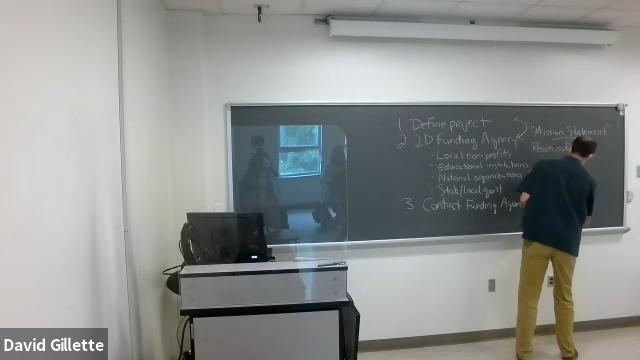 1. Define project
2. ID Funding Agency
- Local non-profits
- Educational institutions
- National organizations
- State/Local gov't
3. Contact Funding
"Mission Statement"
Reach
David Gillette